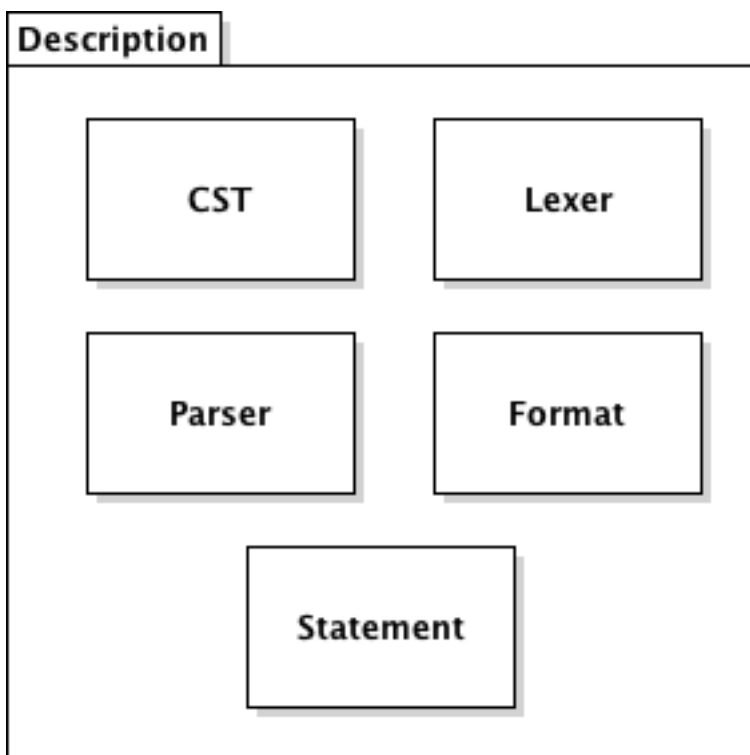 Description
CST
Lexer
Parser
Format
Statement